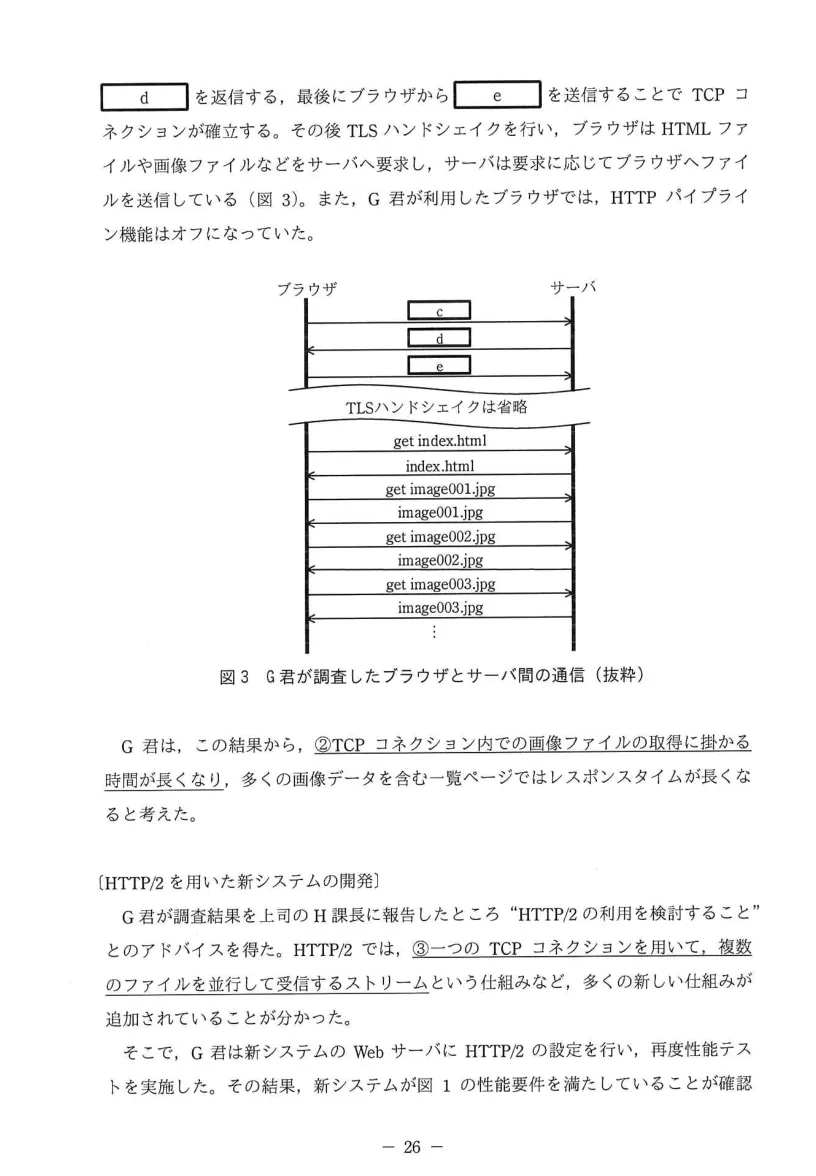 d を返信する，最後にブラウザから e を送信することで TCP コ
ネクションが確立する。その後 TLS ハンドシェイクを行い，ブラウザは HTML ファ
イルや画像ファイルなどをサーバへ要求し，サーバは要求に応じてブラウザへファイ
ルを送信している（図 3）。また，G 君が利用したブラウザでは，HTTP パイプライ
ン機能はオフになっていた。
ブラウザ サーバ
c
d
e
TLSハンドシェイクは省略
get index.html
index.html
get image001.jpg
image001.jpg
get image002.jpg
image002.jpg
get image003.jpg
image003.jpg
⋮
図3 G君が調査したブラウザとサーバ間の通信（抜粋）
G 君は，この結果から，②TCP コネクション内での画像ファイルの取得に掛かる
時間が長くなり，多くの画像データを含む一覧ページではレスポンスタイムが長くな
ると考えた。
〔HTTP/2 を用いた新システムの開発〕
G君が調査結果を上司の H 課長に報告したところ“HTTP/2 の利用を検討すること”
とのアドバイスを得た。HTTP/2 では，③一つの TCP コネクションを用いて，複数
のファイルを並行して受信するストリームという仕組みなど，多くの新しい仕組みが
追加されていることが分かった。
そこで，G 君は新システムの Web サーバに HTTP/2 の設定を行い，再度性能テス
トを実施した。その結果，新システムが図 1 の性能要件を満たしていることが確認
－ 26 －